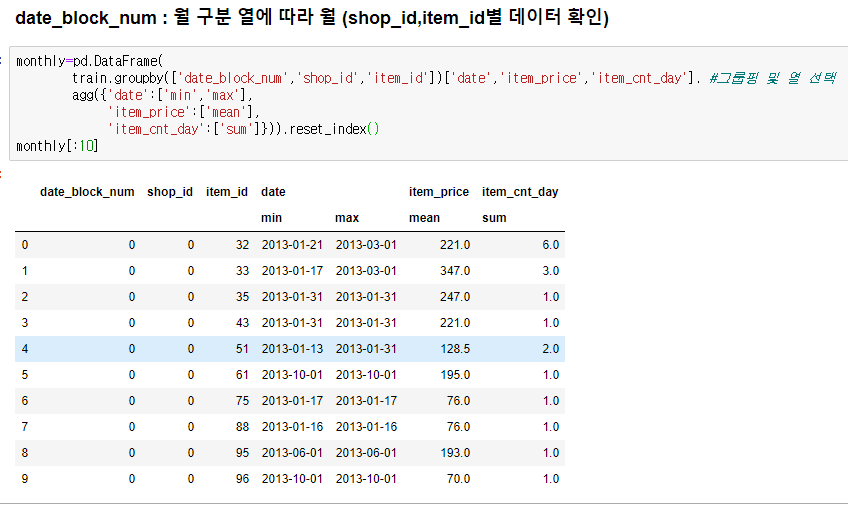 date_block_num : 월 구분 열에 따라 월 (shop_id,item_id별 데이터 확인)
monthly=pd.DataFrame(
train.groupby(['date_block_num','shop_id','item_id'])['date','item_price','item_cnt_day']. #그룹핑 및 열 선택
agg({'date':['min','max'],
'item_price':['mean'],
'item_cnt_day':['sum']})).reset_index()
monthly[:10]
date_block_num shop_id item_id date item_price item_cnt_day
min max mean sum
0 0 0 32 2013-01-21 2013-03-01 221.0 6.0
1 0 0 33 2013-01-17 2013-03-01 347.0 3.0
2 0 0 35 2013-01-31 2013-01-31 247.0 1.0
3 0 0 43 2013-01-31 2013-01-31 221.0 1.0
4 0 0 51 2013-01-13 2013-01-31 128.5 2.0
5 0 0 61 2013-10-01 2013-10-01 195.0 1.0
6 0 0 75 2013-01-17 2013-01-17 76.0 1.0
7 0 0 88 2013-01-16 2013-01-16 76.0 1.0
8 0 0 95 2013-06-01 2013-06-01 193.0 1.0
9 0 0 96 2013-10-01 2013-10-01 70.0 1.0